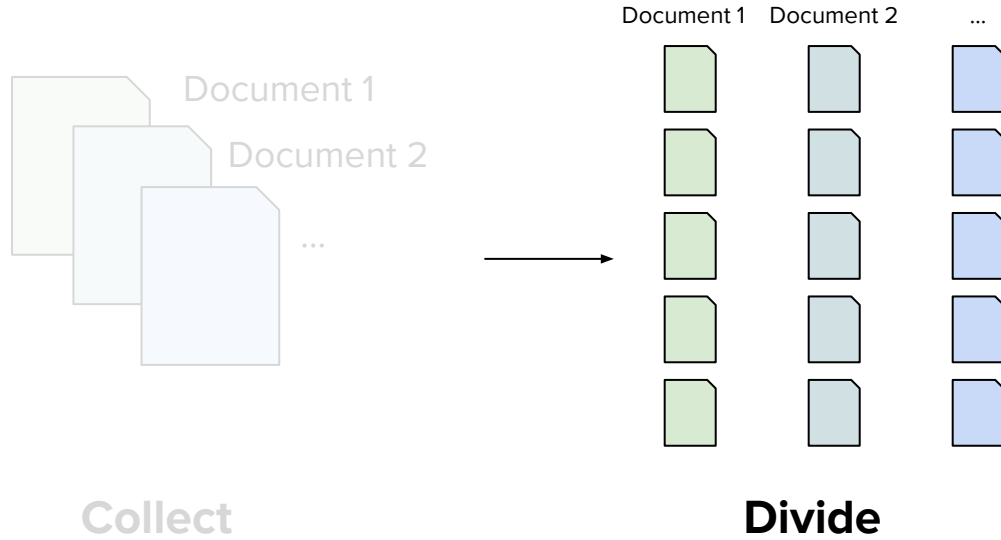 Document 1 Document 2 ...
Document 1
Document 2
...
Collect
Divide